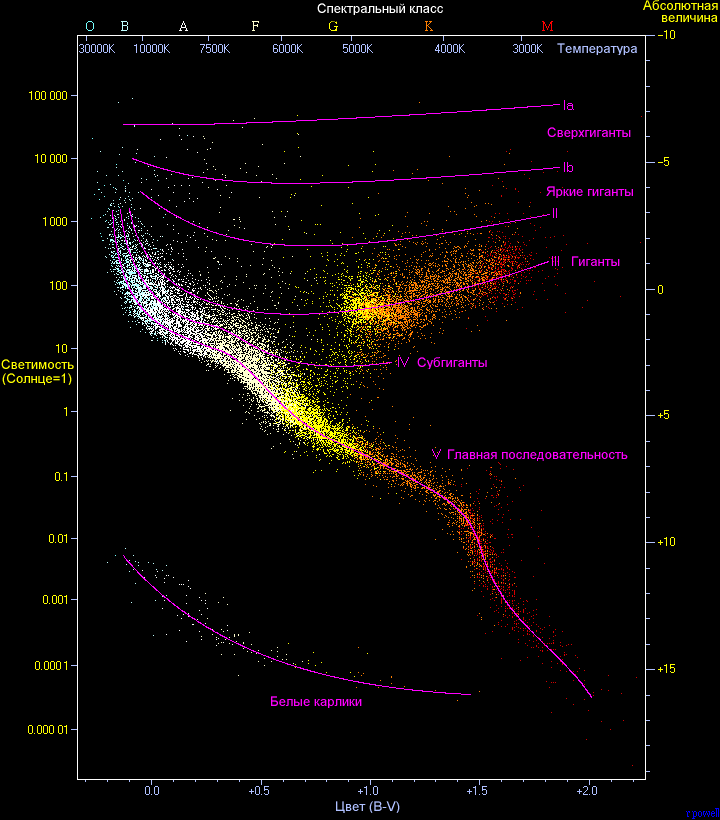 Спектральный класс
Абсолютная
величина
O B A F G K M
30000K 10000K 7500K 6000K 5000K 4000K 3000K Температура
-10
100 000
Ia
Сверхгиганты
10 000
-5
Ib
Яркие гиганты
1000
II
III Гиганты
100
0
10
Светимость
(Солнце=1)
IV Субгиганты
1
+5
V Главная последовательность
0.1
0.01
+10
0.001
0.0001
+15
Белые карлики
0.000 01
0.0 +0.5 +1.0 +1.5 +2.0
Цвет (B-V)
cpowell